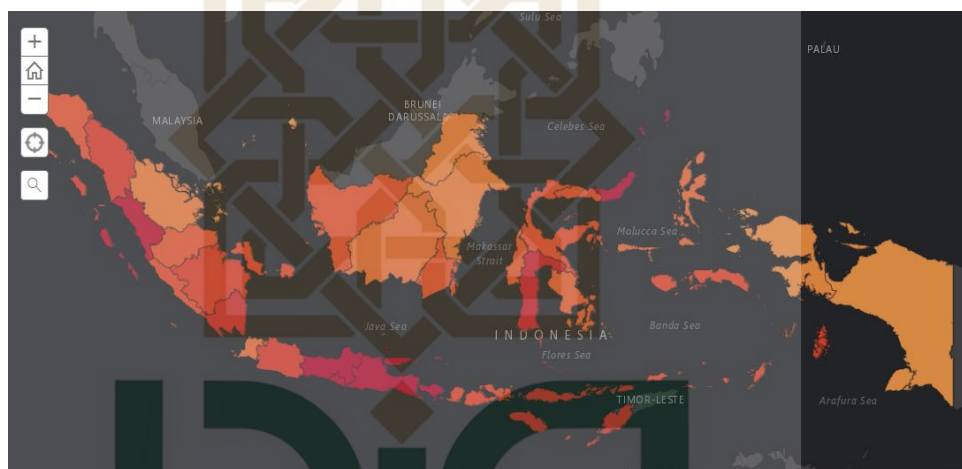 Sulu Sea
PALAU
MALAYSIA
BRUNEI
DARUSSALA
Celebes Sea
Molucca Sea
Makassar
Strait
Java Sea
INDONESIA
Banda Sea
Flores Sea
TIMOR-LESTE
Arafura Sea